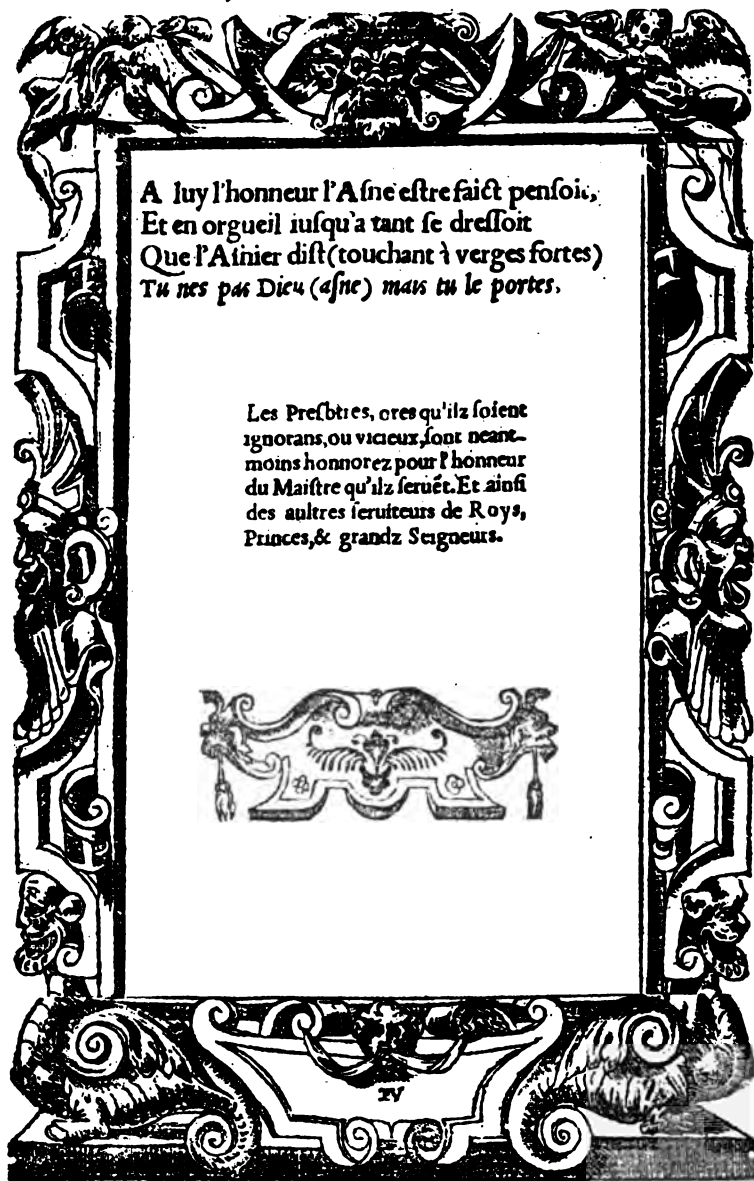 A luy l'honneur l'Aſne eſtre faict penſoit,
Et en orgueil iuſqu'a tant ſe dreſſoit
Que l'Aſnier diſt (touchant à verges fortes)
Tu nes pas Dieu (aſne) mais tu le portes.
Les Preſbtres, ores qu'ilz ſoient
ignorans, ou vicieux, ſont neant-
moins honnorez pour l'honneur
du Maiſtre qu'ilz ſeruēt. Et ainſi
des aultres ſeruiteurs de Roys,
Princes, & grandz Seigneurs.